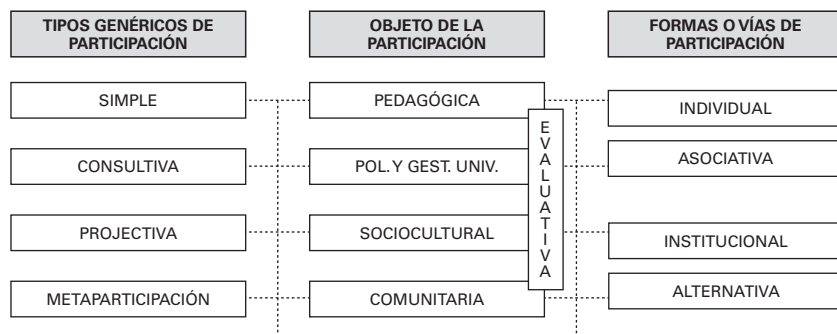 TIPOS GENÉRICOS DE
PARTICIPACIÓN
OBJETO DE LA
PARTICIPACIÓN
FORMAS O VÍAS DE
PARTICIPACIÓN
SIMPLE
PEDAGÓGICA
INDIVIDUAL
CONSULTIVA
POL. Y GEST. UNIV.
ASOCIATIVA
PROJECTIVA
SOCIOCULTURAL
INSTITUCIONAL
METAPARTICIPACIÓN
COMUNITARIA
ALTERNATIVA
EVALUATIVA